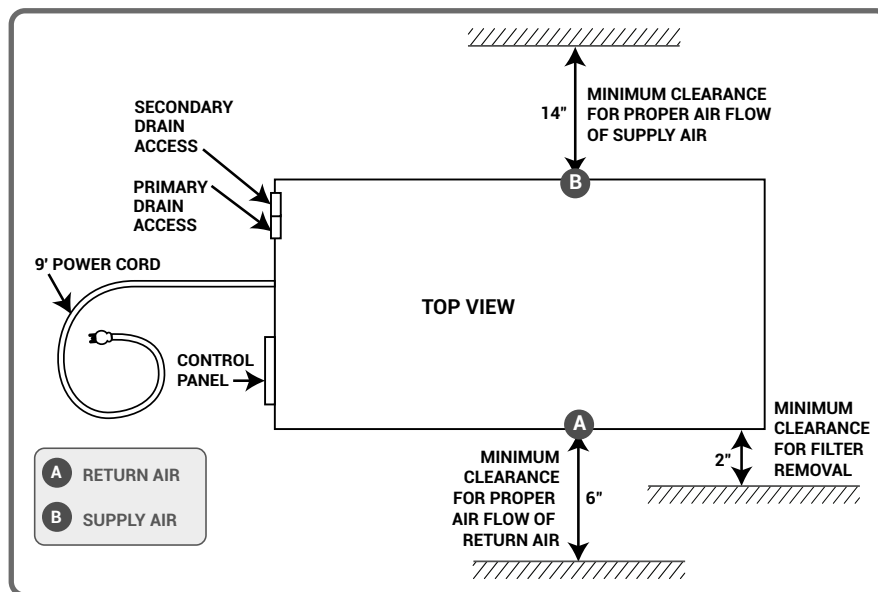 SECONDARY
DRAIN
ACCESS
PRIMARY
DRAIN
ACCESS
9' POWER CORD
CONTROL
PANEL
TOP VIEW
14"
MINIMUM CLEARANCE
FOR PROPER AIR FLOW
OF SUPPLY AIR
B
A
MINIMUM
CLEARANCE
FOR PROPER
AIR FLOW OF
RETURN AIR
6"
2"
MINIMUM
CLEARANCE
FOR FILTER
REMOVAL
A RETURN AIR
B SUPPLY AIR